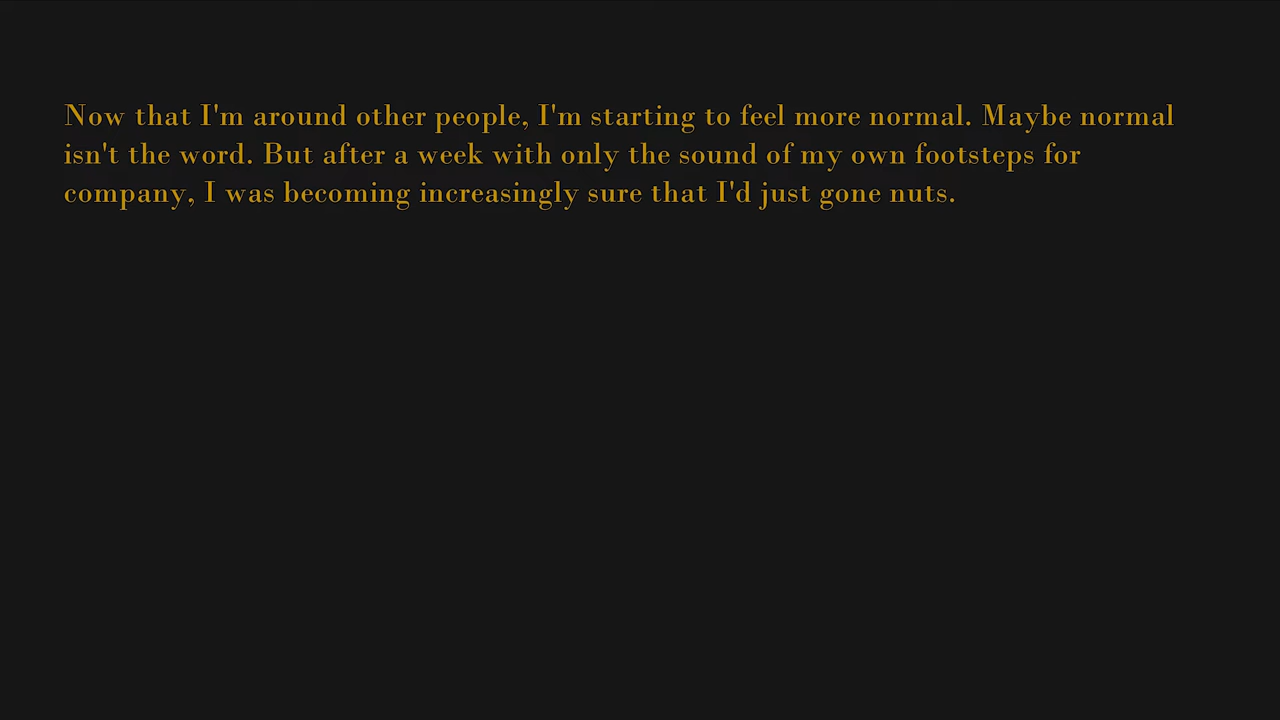 Now that I'm around other people, I'm starting to feel more normal. Maybe normal
isn't the word. But after a week with only the sound of my own footsteps for
company, I was becoming increasingly sure that I'd just gone nuts.